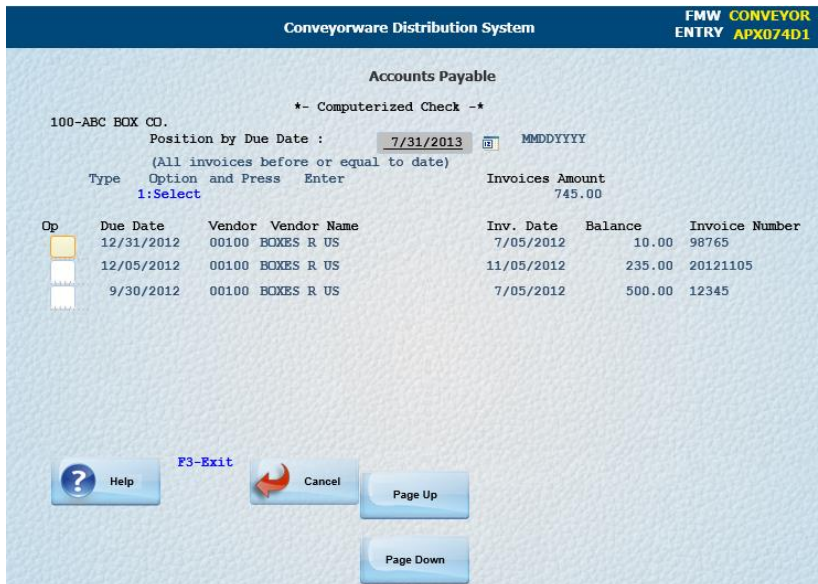 Conveyorware Distribution System
FMW CONVEYOR
ENTRY APX074D1
Accounts Payable
*- Computerized Check -*
100-ABC BOX CO.
Position by Due Date : 7/31/2013 MMDDYYYY
(All invoices before or equal to date)
Type Option and Press Enter Invoices Amount
1:Select 745.00
Op Due Date Vendor Vendor Name Inv. Date Balance Invoice Number
12/31/2012 00100 BOXES R US 7/05/2012 10.00 98765
12/05/2012 00100 BOXES R US 11/05/2012 235.00 20121105
9/30/2012 00100 BOXES R US 7/05/2012 500.00 12345
F3-Exit
Help Cancel Page Up
Page Down